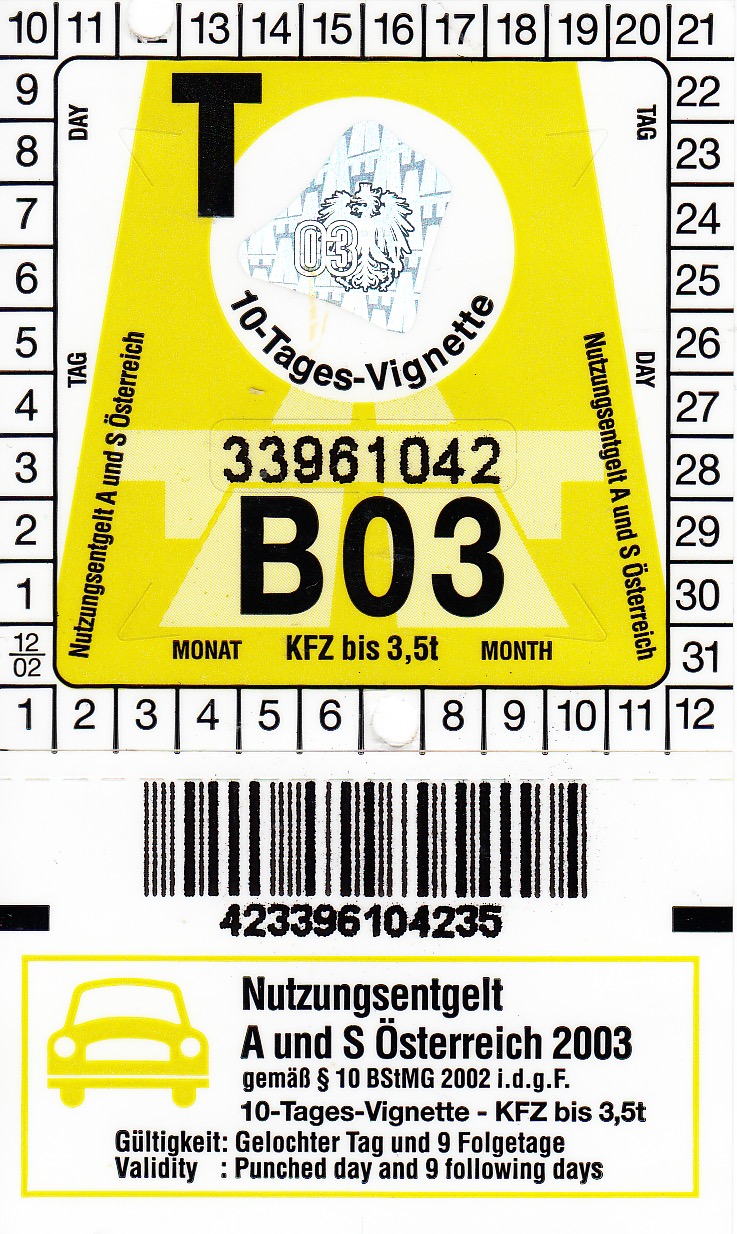 10 11 12 13 14 15 16 17 18 19 20 21
9 22
8 23
7 24
6 25
5 26
4 27
3 28
2 29
1 30
12/02 31
DAY
TAG
T
03
10-Tages-Vignette
TAG
DAY
Nutzungsentgelt A und S Österreich
Nutzungsentgelt A und S Österreich
33961042
B03
MONAT KFZ bis 3,5t MONTH
1 2 3 4 5 6 8 9 10 11 12
423396104235
Nutzungsentgelt
A und S Österreich 2003
gemäß § 10 BStMG 2002 i.d.g.F.
10-Tages-Vignette - KFZ bis 3,5t
Gültigkeit: Gelochter Tag und 9 Folgetage
Validity : Punched day and 9 following days